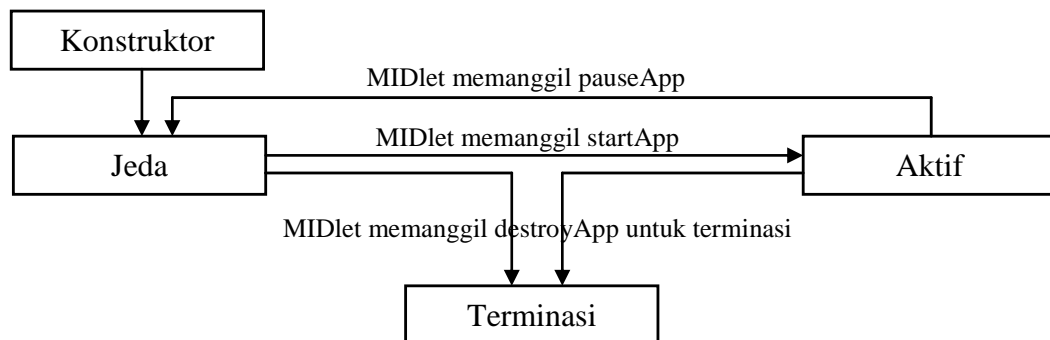 Konstruktor
MIDlet memanggil pauseApp
MIDlet memanggil startApp
Jeda
Aktif
MIDlet memanggil destroyApp untuk terminasi
Terminasi